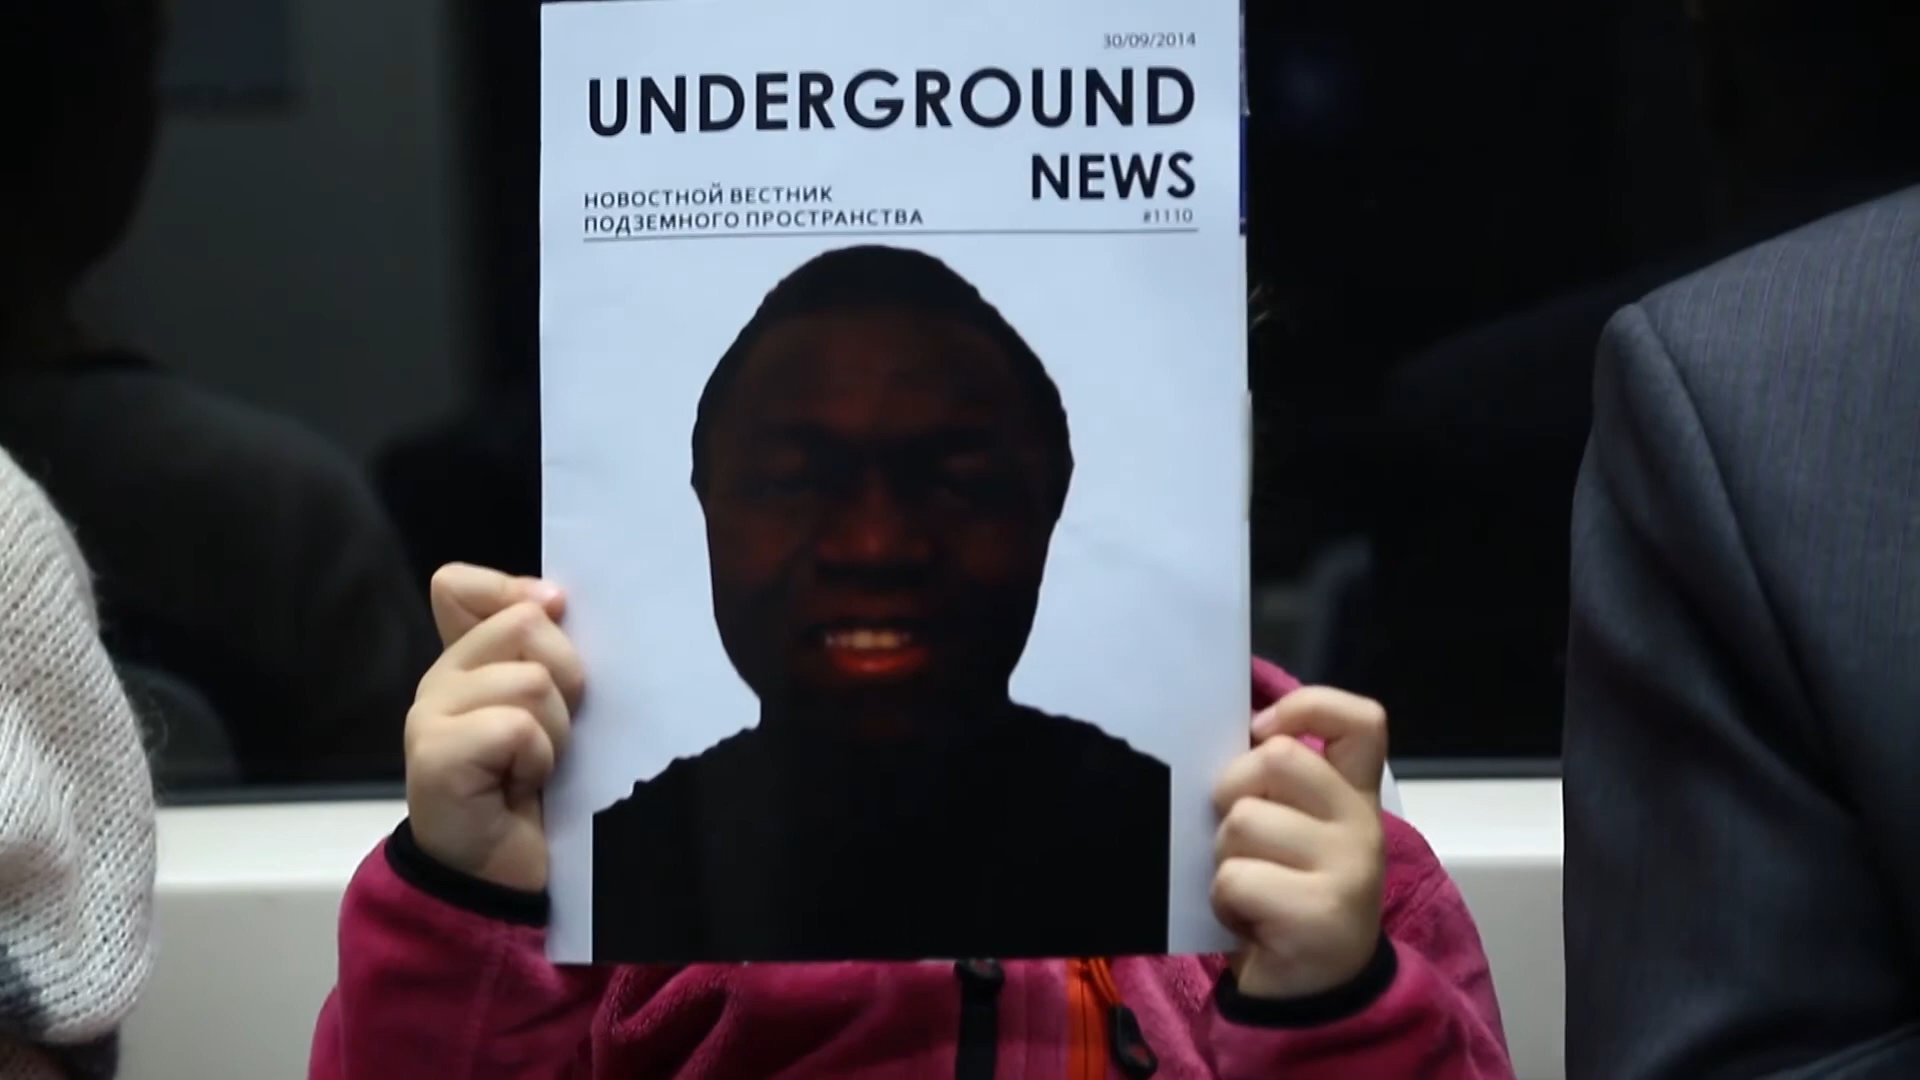 30/09/2014
UNDERGROUND
NEWS
НОВОСТНОЙ ВЕСТНИК
ПОДЗЕМНОГО ПРОСТРАНСТВА
#1110